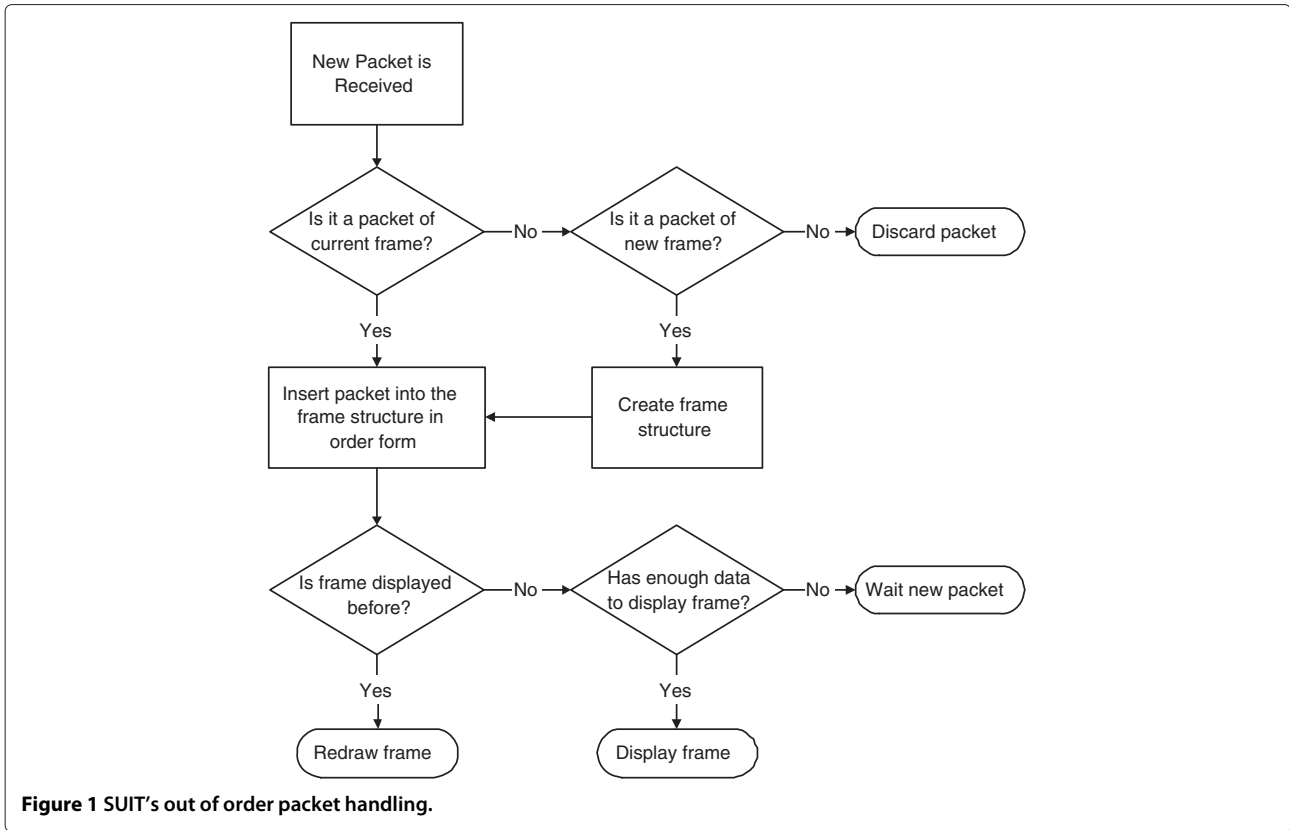 New Packet is
Received
Is it a packet of
current frame?
No
Is it a packet of
new frame?
No
Discard packet
Yes
Yes
Insert packet into the
frame structure in
order form
Create frame
structure
Is frame displayed
before?
No
Has enough data
to display frame?
No
Wait new packet
Yes
Yes
Redraw frame
Display frame
Figure 1 SUIT's out of order packet handling.